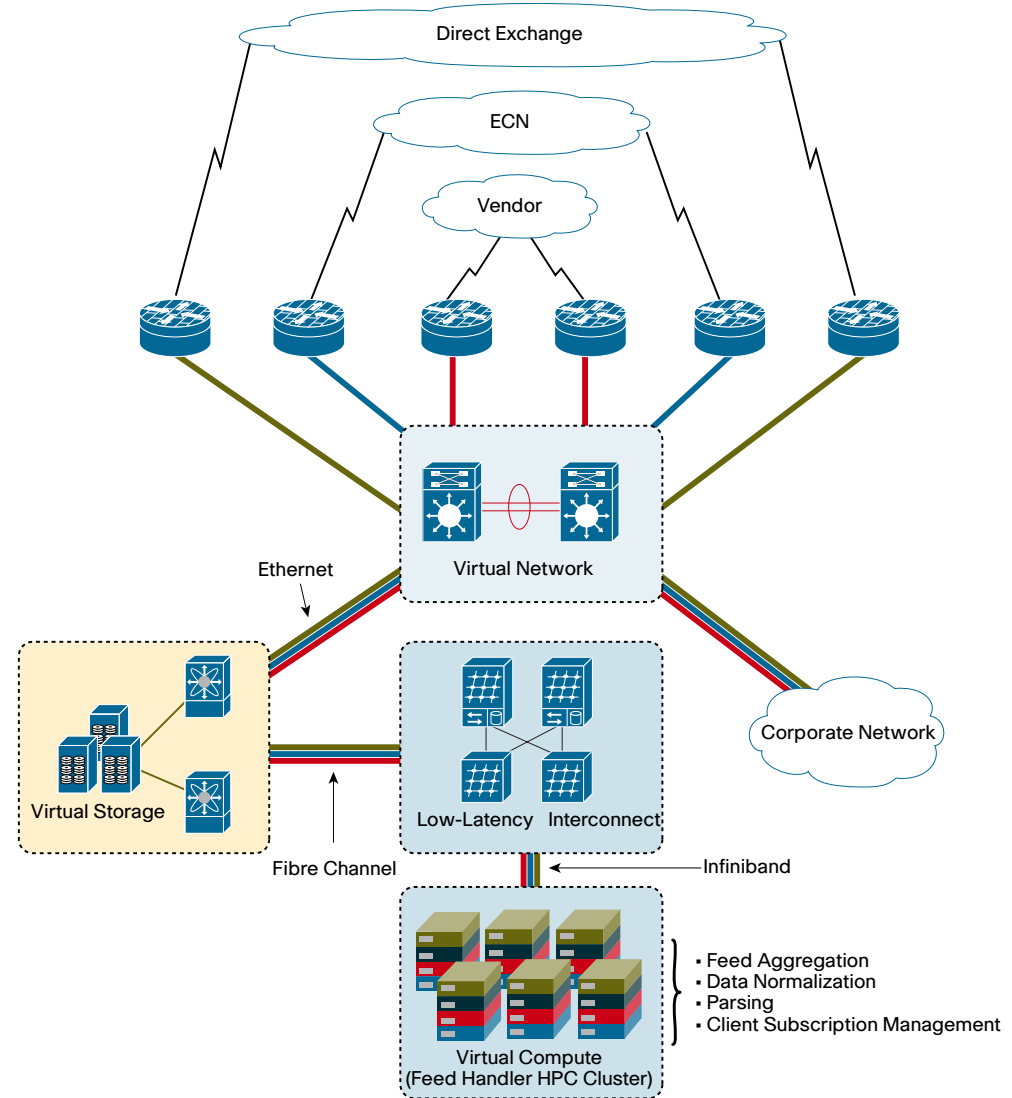 Direct Exchange
ECN
Vendor
Virtual Network
Ethernet
Corporate Network
Virtual Storage
Low-Latency Interconnect
Fibre Channel
Infiniband
▪ Feed Aggregation
▪ Data Normalization
▪ Parsing
▪ Client Subscription Management
Virtual Compute
(Feed Handler HPC Cluster)